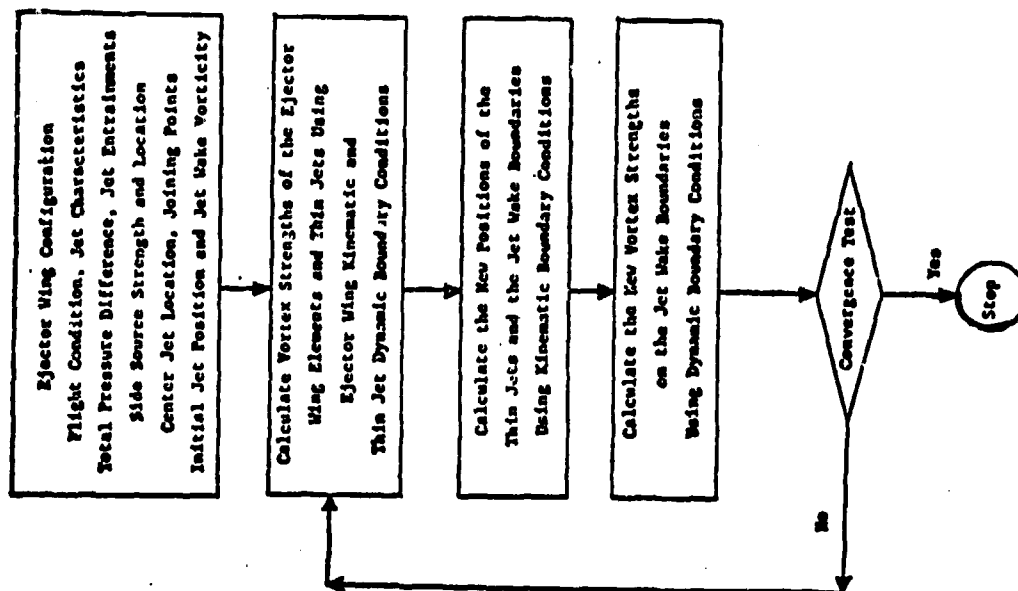 Ejector Wing Configuration
Flight Condition, Jet Characteristics
Total Pressure Difference, Jet Entrainments
Side Source Strength and Location
Center Jet Location, Joining Points
Initial Jet Position and Jet Wake Vorticity
Calculate Vortex Strengths of the Ejector
Wing Elements and Thin Jets Using
Ejector Wing Kinematic and
Thin Jet Dynamic Boundary Conditions
Calculate the New Positions of the
Thin Jets and the Jet Wake Boundaries
Using Kinematic Boundary Conditions
Calculate the New Vortex Strengths
on the Jet Wake Boundaries
Using Dynamic Boundary Conditions
Convergence Test
No
Yes
Stop